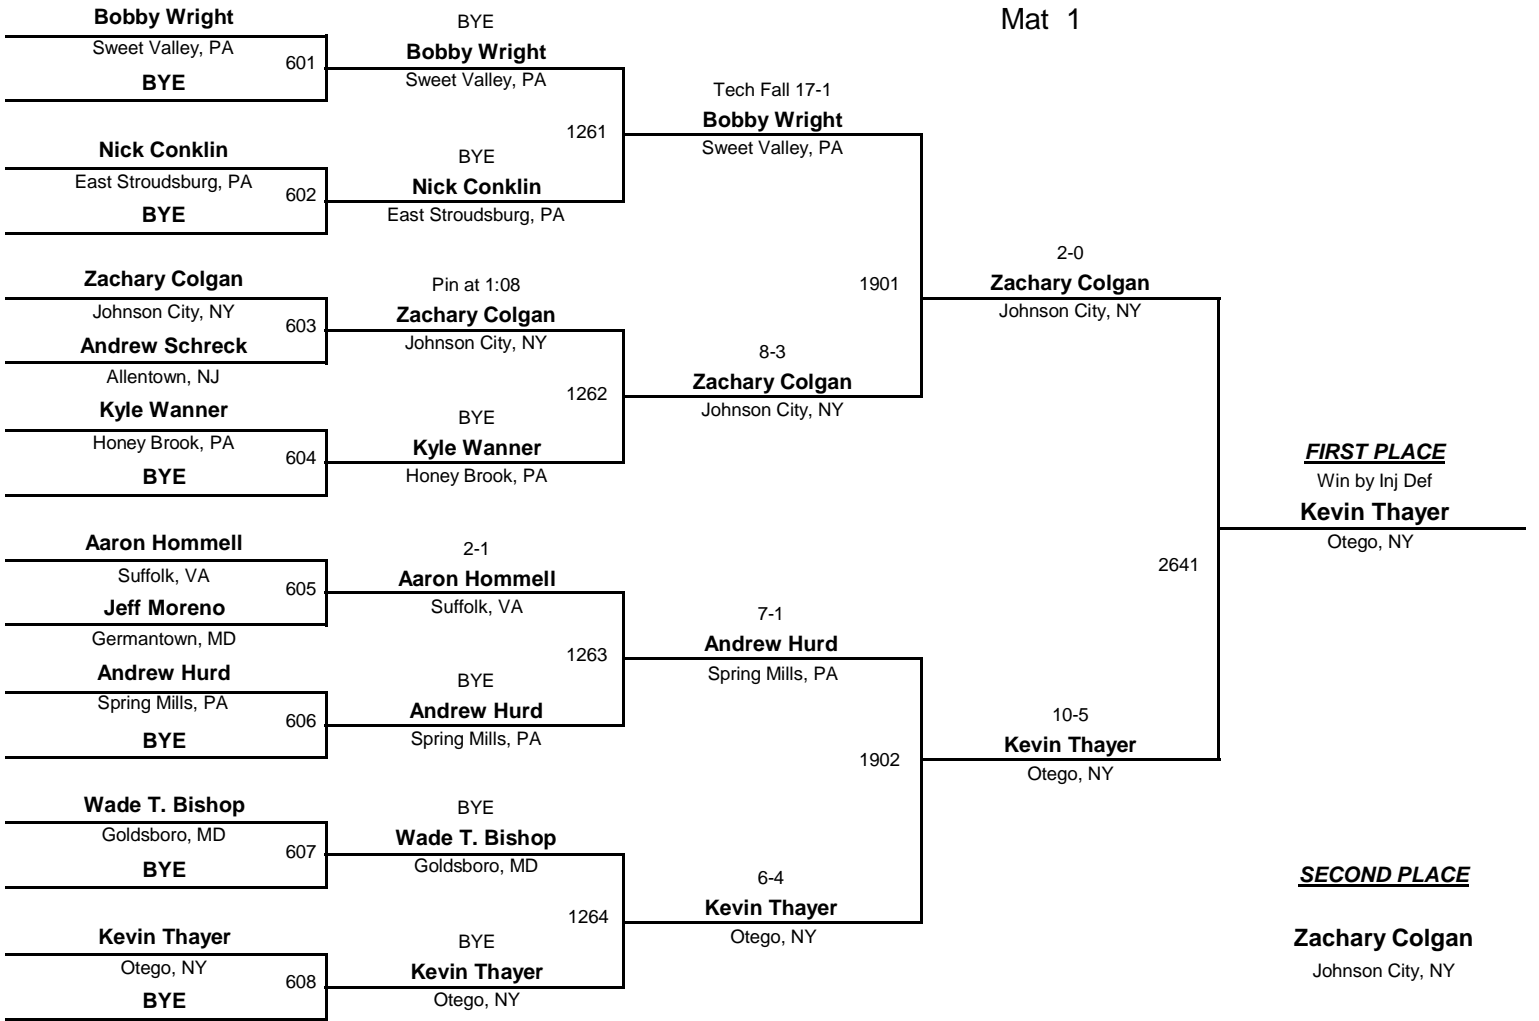 Mat 1
Bobby Wright
Sweet Valley, PA
BYE
601
Nick Conklin
East Stroudsburg, PA
BYE
602
Zachary Colgan
Johnson City, NY
Andrew Schreck
Allentown, NJ
603
Kyle Wanner
Honey Brook, PA
BYE
604
Aaron Hommell
Suffolk, VA
Jeff Moreno
Germantown, MD
605
Andrew Hurd
Spring Mills, PA
BYE
606
Wade T. Bishop
Goldsboro, MD
BYE
607
Kevin Thayer
Otego, NY
BYE
608
BYE
Bobby Wright
Sweet Valley, PA
1261
BYE
Nick Conklin
East Stroudsburg, PA
Pin at 1:08
Zachary Colgan
Johnson City, NY
1262
BYE
Kyle Wanner
Honey Brook, PA
2-1
Aaron Hommell
Suffolk, VA
1263
BYE
Andrew Hurd
Spring Mills, PA
BYE
Wade T. Bishop
Goldsboro, MD
1264
BYE
Kevin Thayer
Otego, NY
Tech Fall 17-1
Bobby Wright
Sweet Valley, PA
1901
8-3
Zachary Colgan
Johnson City, NY
7-1
Andrew Hurd
Spring Mills, PA
1902
6-4
Kevin Thayer
Otego, NY
2-0
Zachary Colgan
Johnson City, NY
2641
10-5
Kevin Thayer
Otego, NY
FIRST PLACE
Win by Inj Def
Kevin Thayer
Otego, NY
SECOND PLACE
Zachary Colgan
Johnson City, NY